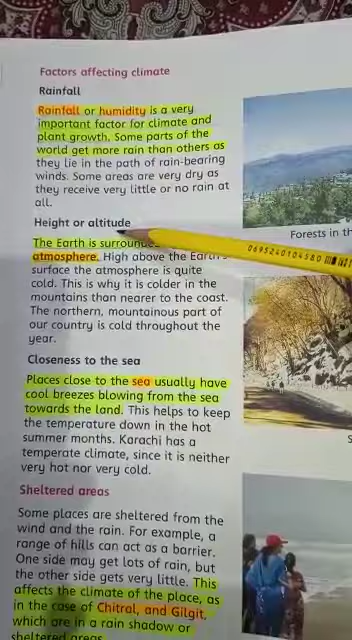 Factors affecting climate
Rainfall
Rainfall or humidity is a very
important factor for climate and
plant growth. Some parts of the
world get more rain than others as
they lie in the path of rain-bearing
winds. Some areas are very dry as
they receive very little or no rain at
all.
Height or altitude
The Earth is
atmosphere. High above the Earth's
surface the atmosphere is quite
cold. This is why it is colder in the
mountains than nearer to the coast.
The northern, mountainous part of
our country is cold throughout the
year.
Closeness to the sea
Places close to the sea usually have
cool breezes blowing from the sea
towards the land. This helps to keep
the temperature down in the hot
summer months. Karachi has a
temperate climate, since it is neither
very hot nor very cold.
Sheltered areas
Some places are sheltered from the
wind and the rain. For example, a
range of hills can act as a barrier.
One side may get lots of rain, but
the other side gets very little. This
affects the climate of the place, as
in the case of Chitral, and Gilgit,
which are in a rain shadow or
sheltered areas
Forests in
0695240104580